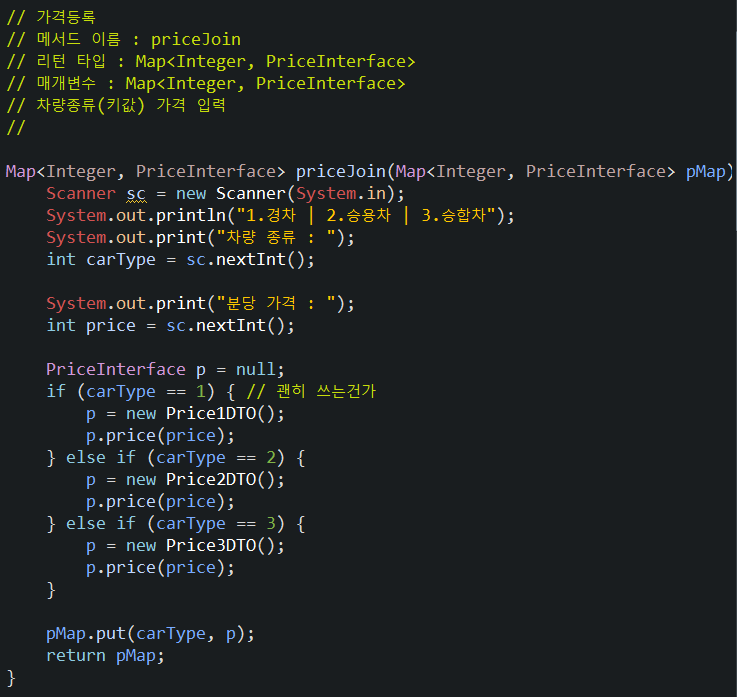 // 가격등록
// 메서드 이름 : priceJoin
// 리턴 타입 : Map<Integer, PriceInterface>
// 매개변수 : Map<Integer, PriceInterface>
// 차량종류(키값) 가격 입력
//
Map<Integer, PriceInterface> priceJoin(Map<Integer, PriceInterface> pMap)
    Scanner sc = new Scanner(System.in);
    System.out.println("1.경차 | 2.승용차 | 3.승합차");
    System.out.print("차량 종류 : ");
    int carType = sc.nextInt();

    System.out.print("분당 가격 : ");
    int price = sc.nextInt();

    PriceInterface p = null;
    if (carType == 1) { // 괜히 쓰는건가
        p = new Price1DTO();
        p.price(price);
    } else if (carType == 2) {
        p = new Price2DTO();
        p.price(price);
    } else if (carType == 3) {
        p = new Price3DTO();
        p.price(price);
    }

    pMap.put(carType, p);
    return pMap;
}